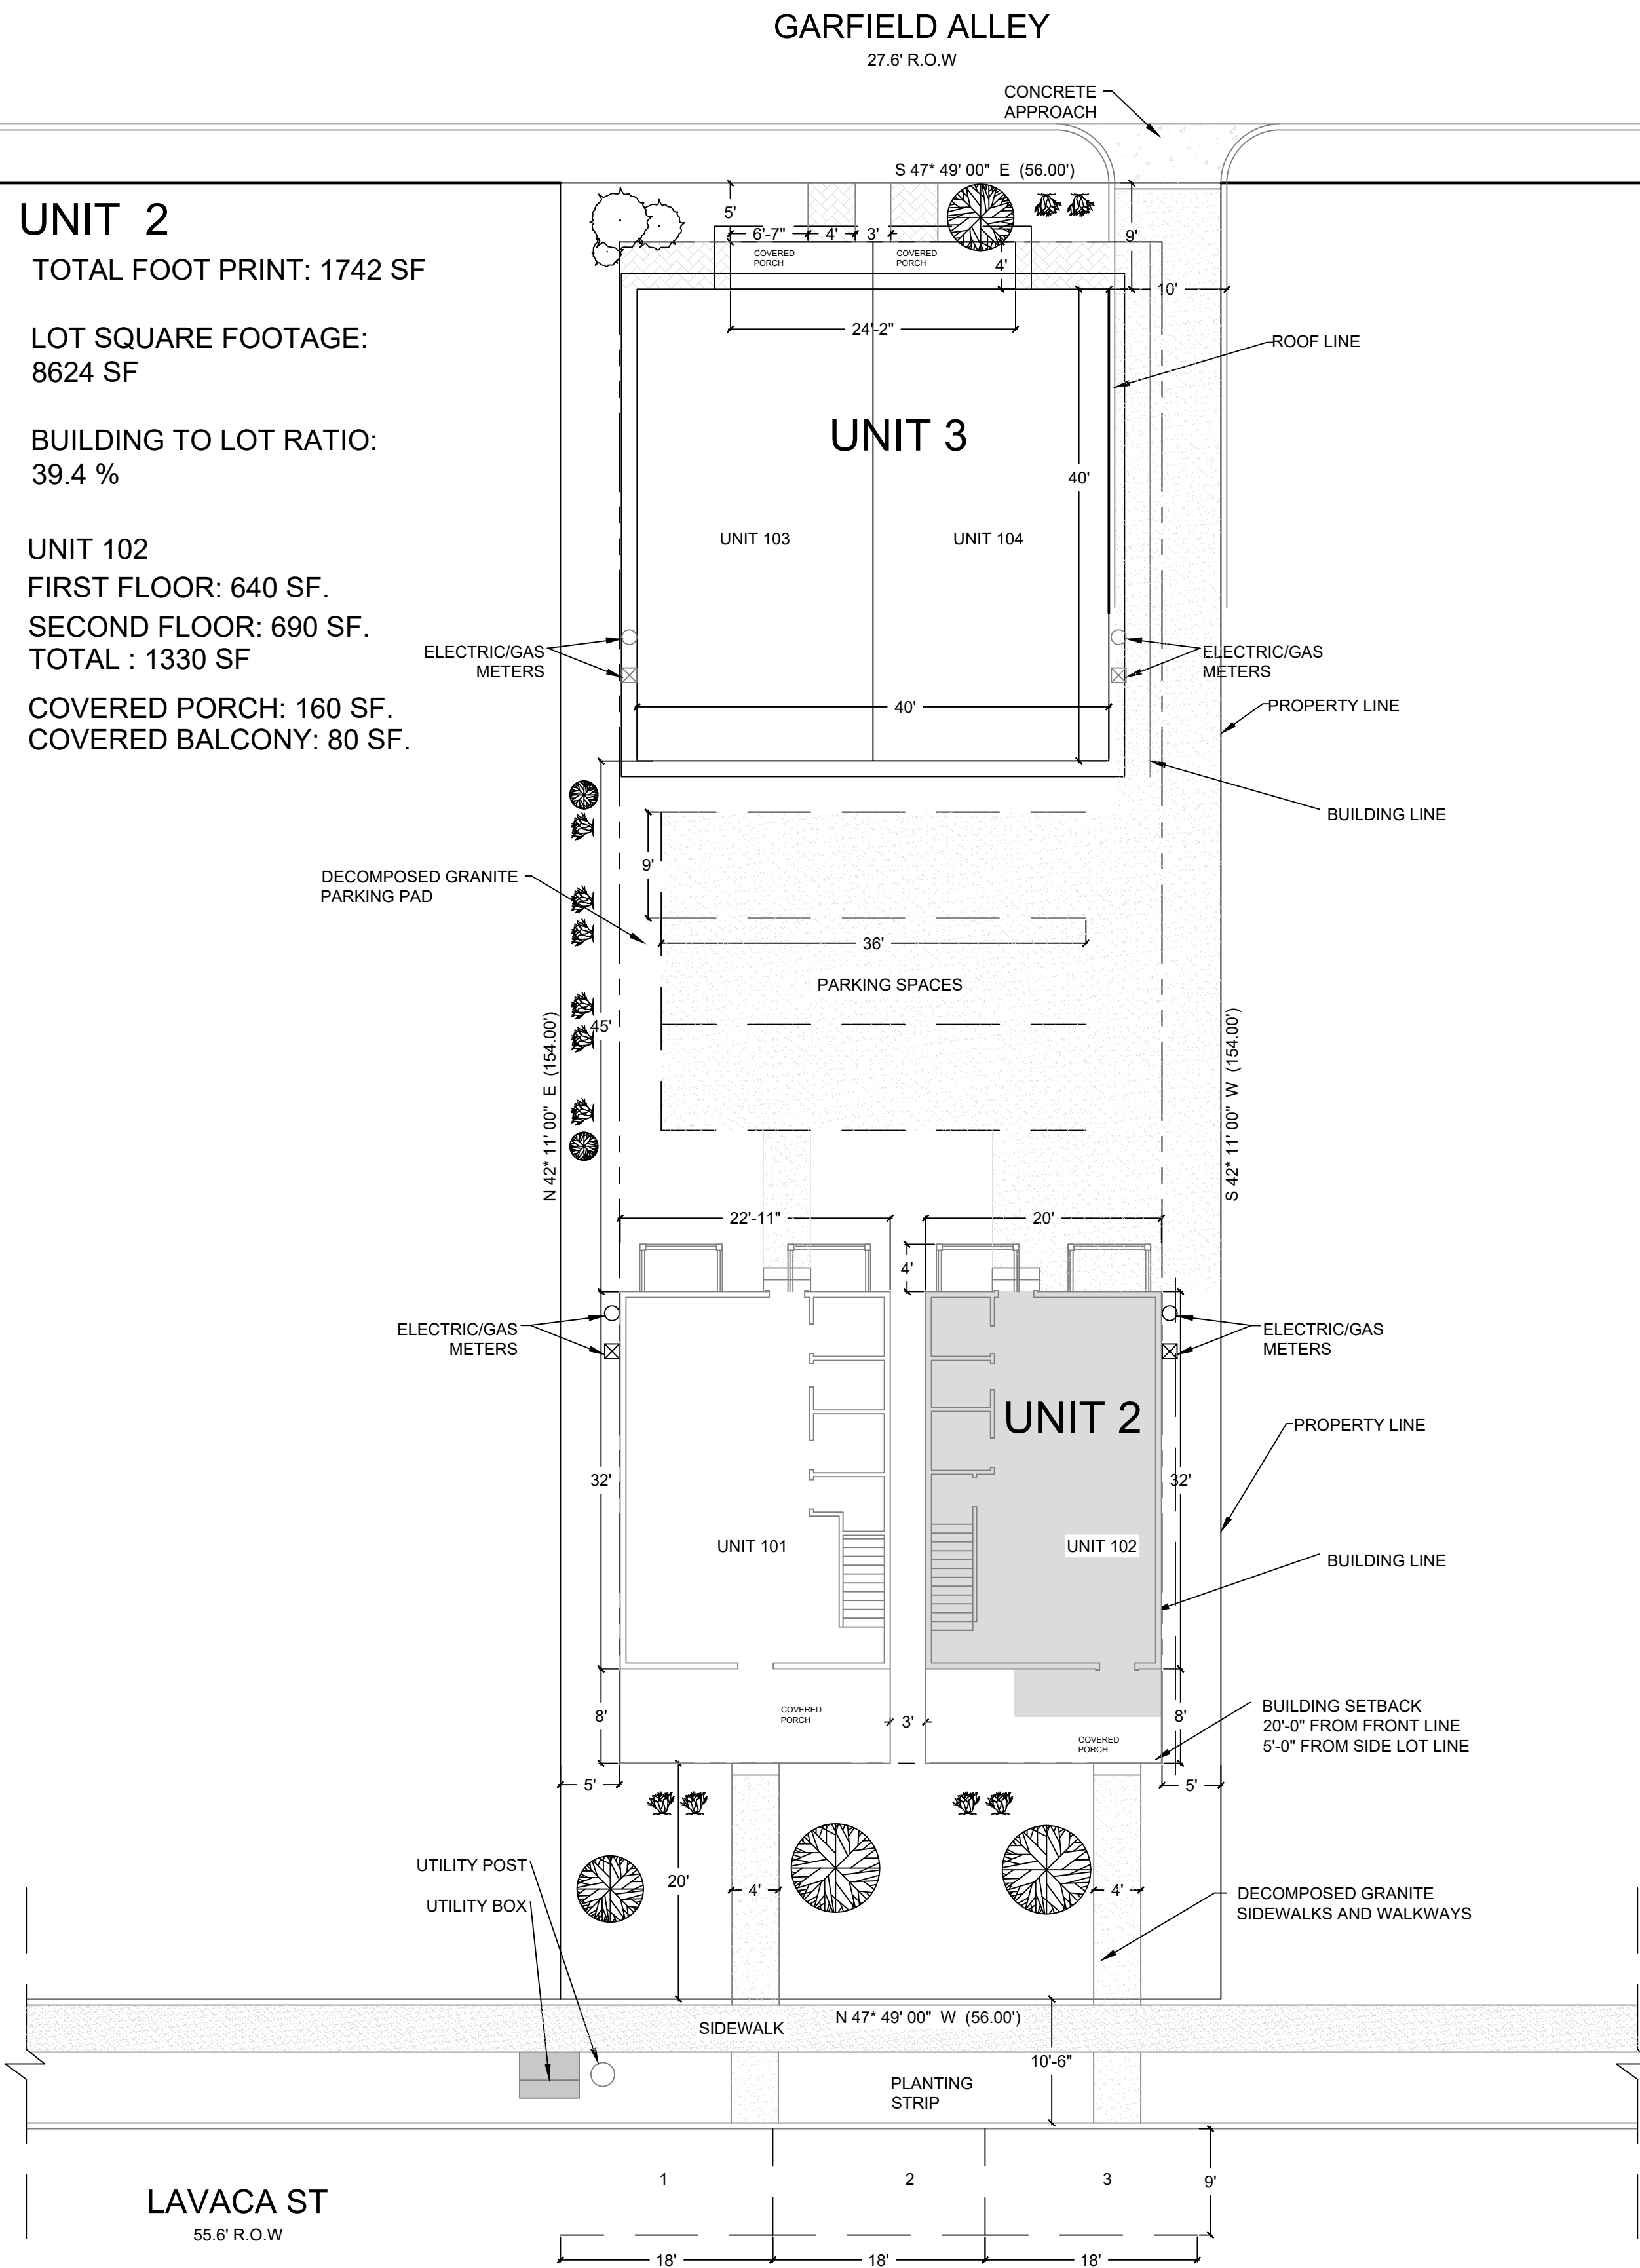 GARFIELD ALLEY
27.6' R.O.W
CONCRETE
APPROACH
S 47* 49' 00" E (56.00')
UNIT 2
TOTAL FOOT PRINT: 1742 SF
LOT SQUARE FOOTAGE:
8624 SF
BUILDING TO LOT RATIO:
39.4 %
UNIT 102
FIRST FLOOR: 640 SF.
SECOND FLOOR: 690 SF.
TOTAL : 1330 SF
COVERED PORCH: 160 SF.
COVERED BALCONY: 80 SF.
5'
6'-7"
4'
3'
9'
COVERED
PORCH
COVERED
PORCH
4'
10'
24'-2"
ROOF LINE
UNIT 3
40'
UNIT 103
UNIT 104
ELECTRIC/GAS
METERS
ELECTRIC/GAS
METERS
40'
PROPERTY LINE
BUILDING LINE
9'
DECOMPOSED GRANITE
PARKING PAD
36'
PARKING SPACES
45'
N 42* 11' 00" E (154.00')
S 42* 11' 00" W (154.00')
22'-11"
20'
4'
ELECTRIC/GAS
METERS
ELECTRIC/GAS
METERS
UNIT 2
PROPERTY LINE
32'
32'
UNIT 101
UNIT 102
BUILDING LINE
8'
COVERED
PORCH
3'
COVERED
PORCH
8'
BUILDING SETBACK
20'-0" FROM FRONT LINE
5'-0" FROM SIDE LOT LINE
5'
5'
UTILITY POST
UTILITY BOX
20'
4'
4'
DECOMPOSED GRANITE
SIDEWALKS AND WALKWAYS
N 47* 49' 00" W (56.00')
SIDEWALK
10'-6"
PLANTING
STRIP
1
2
3
9'
LAVACA ST
55.6' R.O.W
18'
18'
18'